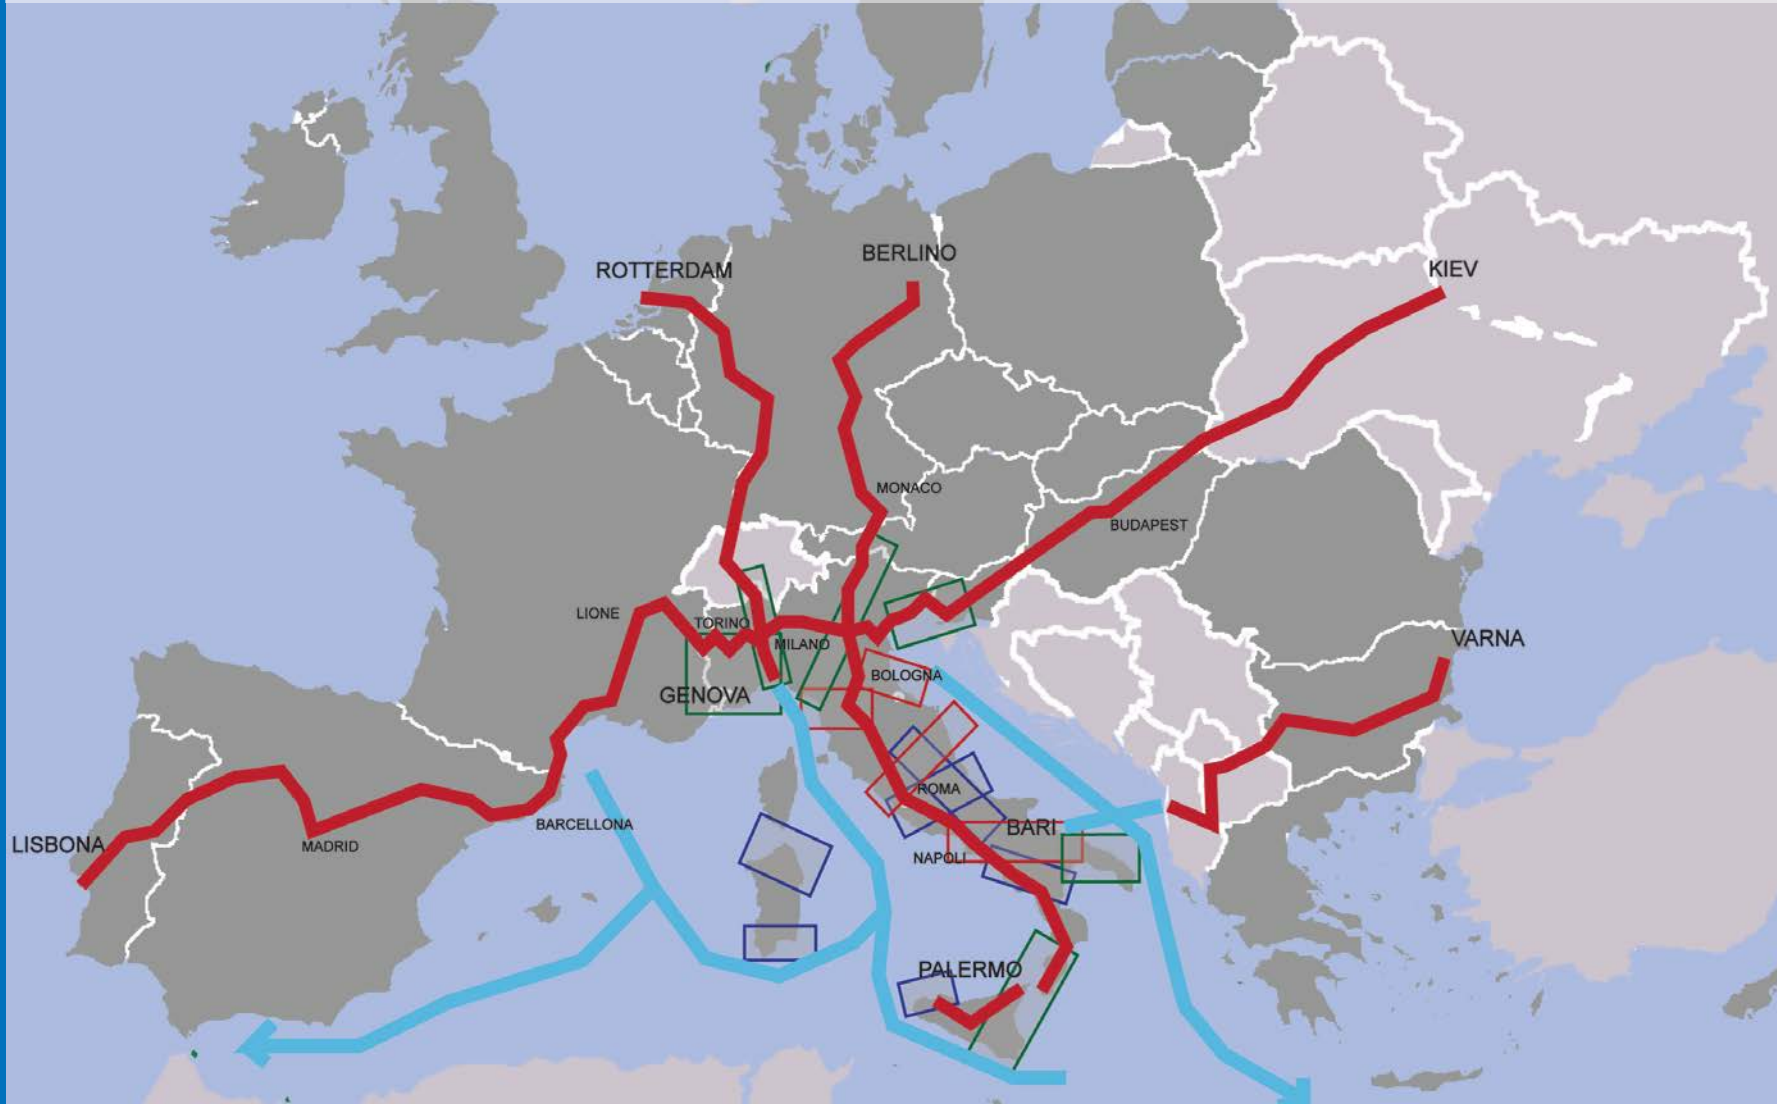 BERLINO
ROTTERDAM
KIEV
MONACO
BUDAPEST
LIONE
TORINO
MILANO
VARNA
BOLOGNA
GENOVA
ROMA
BARCELLONA
BARI
LISBONA
MADRID
NAPOLI
PALERMO